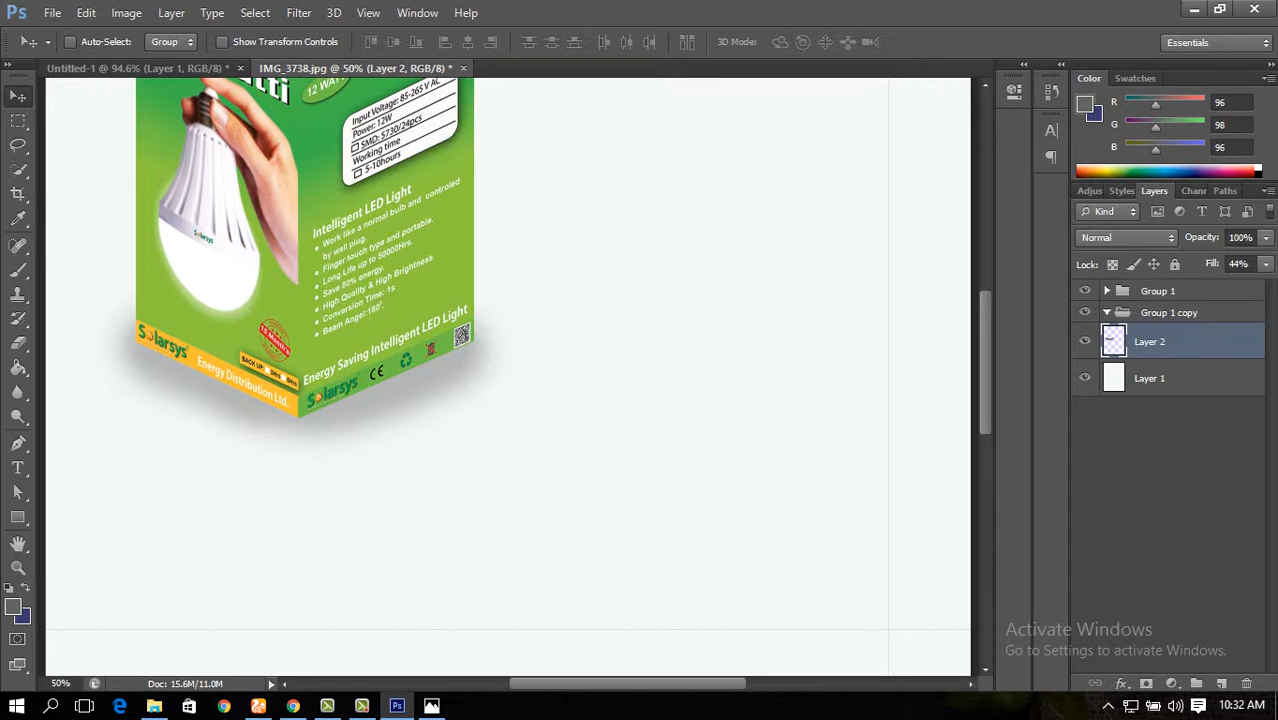 Ps File Edit Image Layer Type Select Filter 3D View Window Help
Auto-Select: Group Show Transform Controls 3D Mode: Essentials
Untitled-1 @ 94.6% (Layer 1, RGB/8) * × IMG_3738.jpg @ 50% (Layer 2, RGB/8) * ×
12 WATT
Input Voltage: 85-265 V AC
Power: 12W
SMD: 5730/24pcs
Working time
5-10hours
Intelligent LED Light
Work like a normal bulb and controled
by wall plug.
Finger touch type and portable.
Long Life up to 50000Hrs.
Save 80% energy.
High Quality & High Brightness
Conversion Time: 1s
Beam Angel:180°.
Solarsys
Solarsys
Energy Distribution Ltd.
BACK UP:
Energy Saving Intelligent LED Light
Solarsys CE
Color Swatches
R 96
G 98
B 96
Adjus Styles Layers Chanr Paths
Kind
Normal Opacity: 100%
Lock: Fill: 44%
Group 1
Group 1 copy
Layer 2
Layer 1
Activate Windows
Go to Settings to activate Windows.
50% Doc: 15.6M/11.0M
10:32 AM